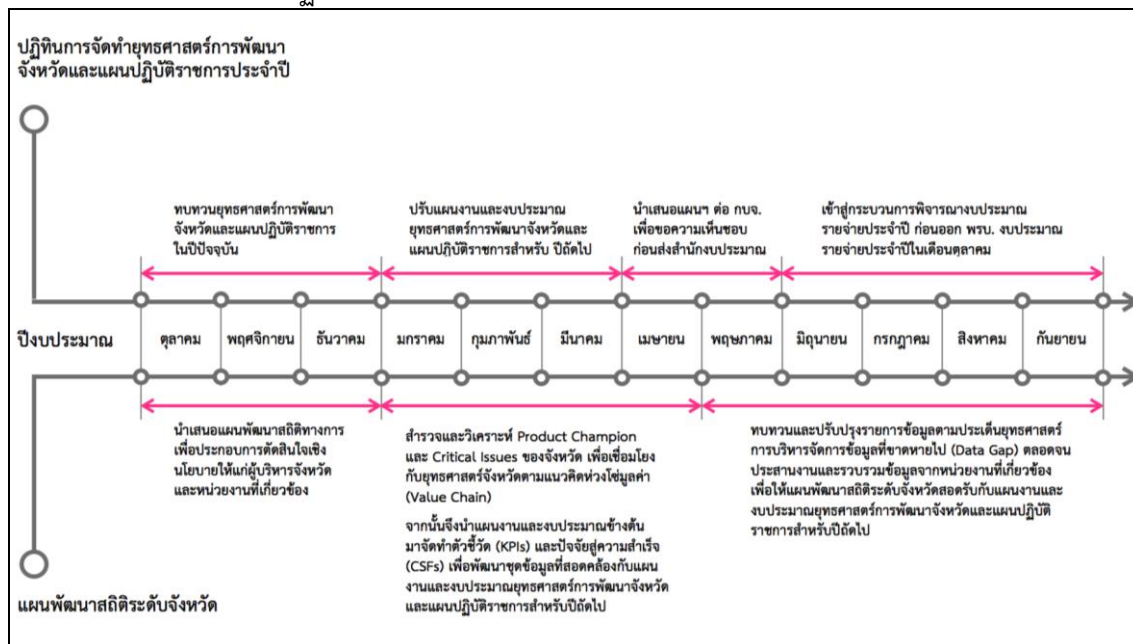 ปฏิทินการจัดทำยุทธศาสตร์การพัฒนา
จังหวัดและแผนปฏิบัติราชการประจำปี
ทบทวนยุทธศาสตร์การพัฒนา
จังหวัดและแผนปฏิบัติราชการ
ในปีปัจจุบัน
ปรับแผนงานและงบประมาณ
ยุทธศาสตร์การพัฒนาจังหวัดและ
แผนปฏิบัติราชการสำหรับ ปีถัดไป
นำเสนอแผนฯ ต่อ กบจ.
เพื่อขอความเห็นชอบ
ก่อนส่งสำนักงบประมาณ
เข้าสู่กระบวนการพิจารณางบประมาณ
รายจ่ายประจำปี ก่อนออก พรบ. งบประมาณ
รายจ่ายประจำปีในเดือนตุลาคม
ปีงบประมาณ
ตุลาคม
พฤศจิกายน
ธันวาคม
มกราคม
กุมภาพันธ์
มีนาคม
เมษายน
พฤษภาคม
มิถุนายน
กรกฎาคม
สิงหาคม
กันยายน
นำเสนอแผนพัฒนาสถิติทางการ
เพื่อประกอบการตัดสินใจเชิง
นโยบายให้แก่ผู้บริหารจังหวัด
และหน่วยงานที่เกี่ยวข้อง
สำรวจและวิเคราะห์ Product Champion
และ Critical Issues ของจังหวัด เพื่อเชื่อมโยง
กับยุทธศาสตร์จังหวัดตามแนวคิดห่วงโซ่มูลค่า
(Value Chain)
จากนั้นจึงนำแผนงานและงบประมาณข้างต้น
มาจัดทำตัวชี้วัด (KPIs) และปัจจัยสู่ความสำเร็จ
(CSFs) เพื่อพัฒนาชุดข้อมูลที่สอดคล้องกับแผน
งานและงบประมาณยุทธศาสตร์การพัฒนาจังหวัด
และแผนปฏิบัติราชการสำหรับปีถัดไป
ทบทวนและปรับปรุงรายการข้อมูลตามประเด็นยุทธศาสตร์
การบริหารจัดการข้อมูลที่ขาดหายไป (Data Gap) ตลอดจน
ประสานงานและรวบรวมข้อมูลจากหน่วยงานที่เกี่ยวข้อง
เพื่อให้แผนพัฒนาสถิติระดับจังหวัดสอดรับกับแผนงานและ
งบประมาณยุทธศาสตร์การพัฒนาจังหวัดและแผนปฏิบัติ
ราชการสำหรับปีถัดไป
แผนพัฒนาสถิติระดับจังหวัด